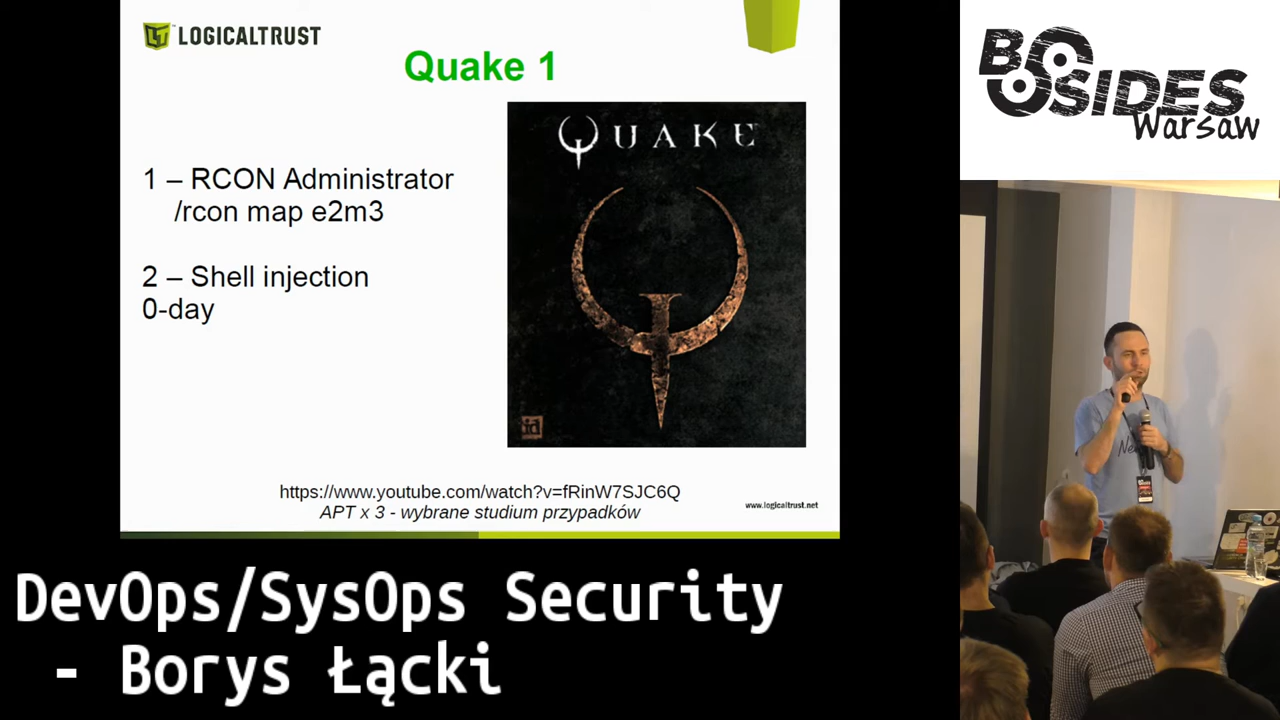 LOGICALTRUST
Quake 1
QUAKE
1 – RCON Administrator
/rcon map e2m3
2 – Shell injection
0-day
id
https://www.youtube.com/watch?v=fRinW7SJC6Q
APT x 3 - wybrane studium przypadków
www.logicaltrust.net
BSIDES
Warsaw
DevOps/SysOps Security
- Borys Łącki